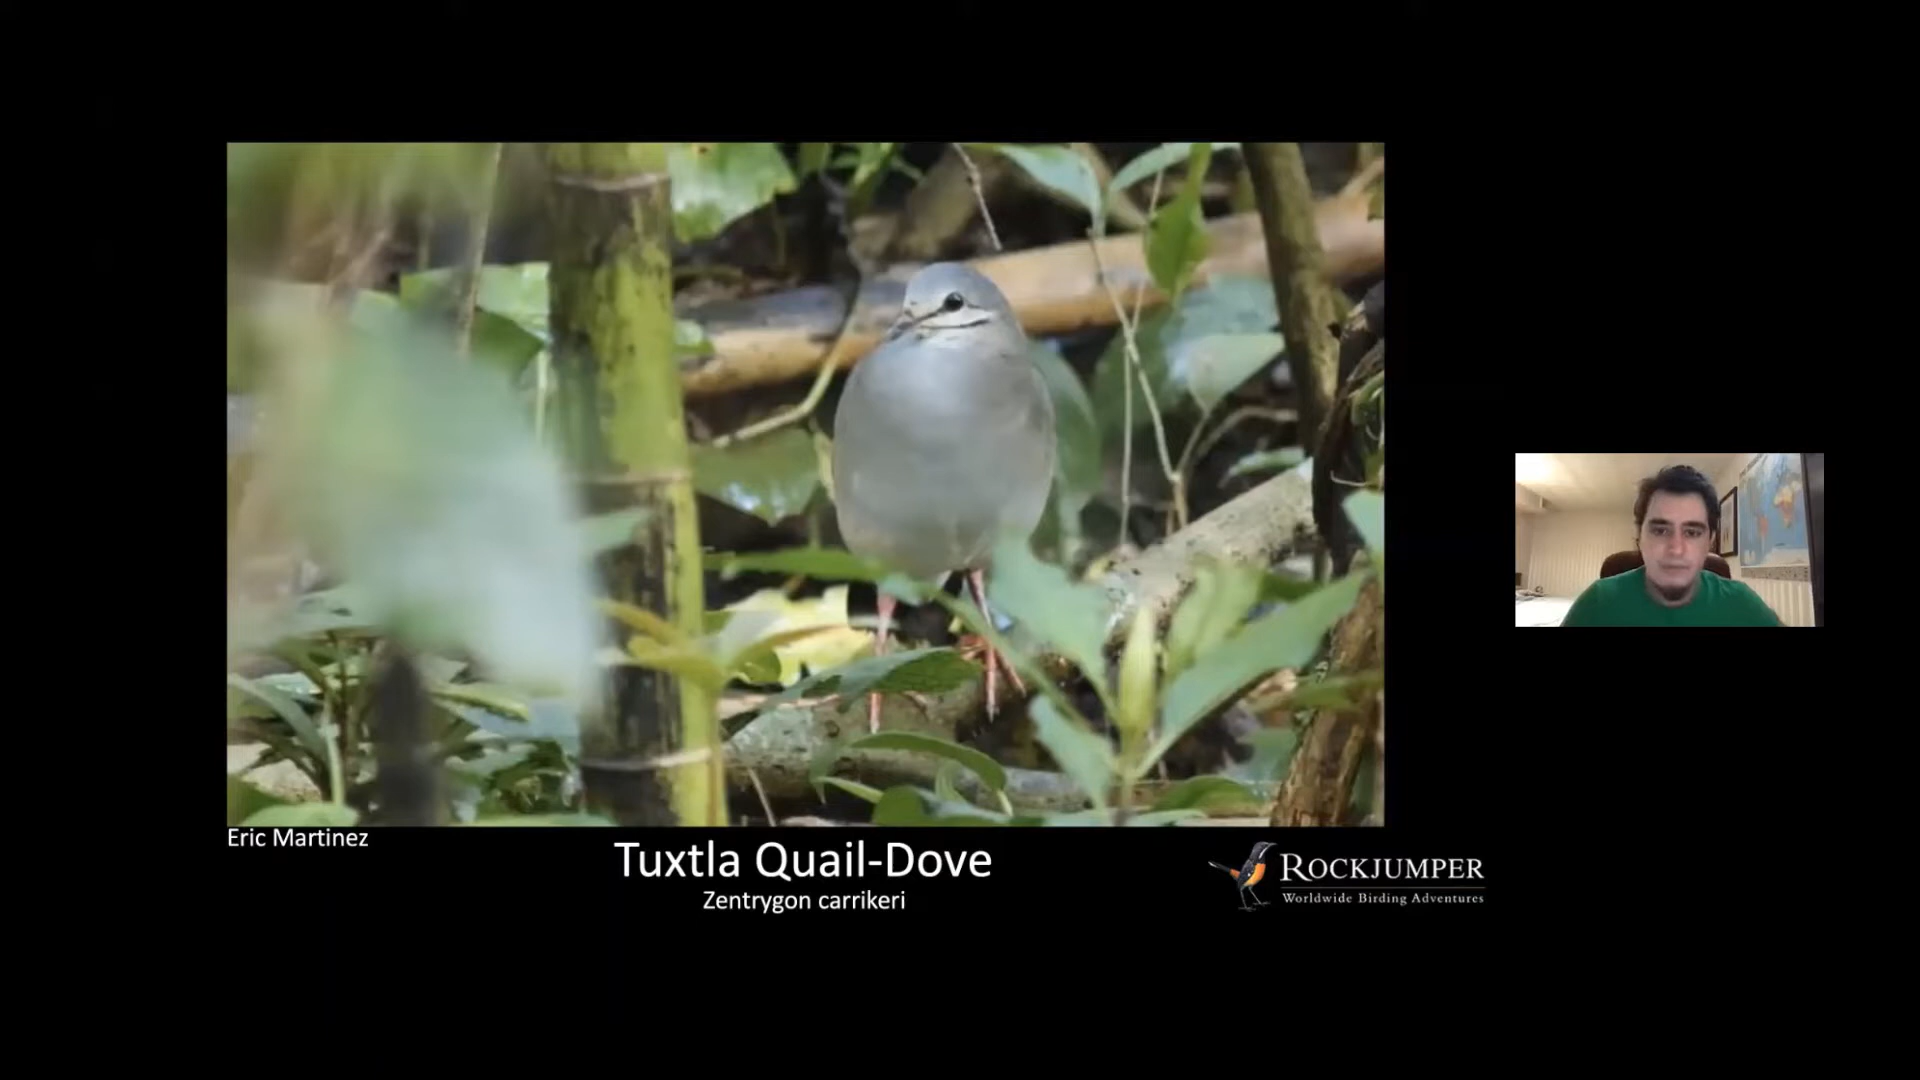 Eric Martinez
Tuxtla Quail-Dove
Zentrygon carrikeri
ROCKJUMPER
Worldwide Birding Adventures